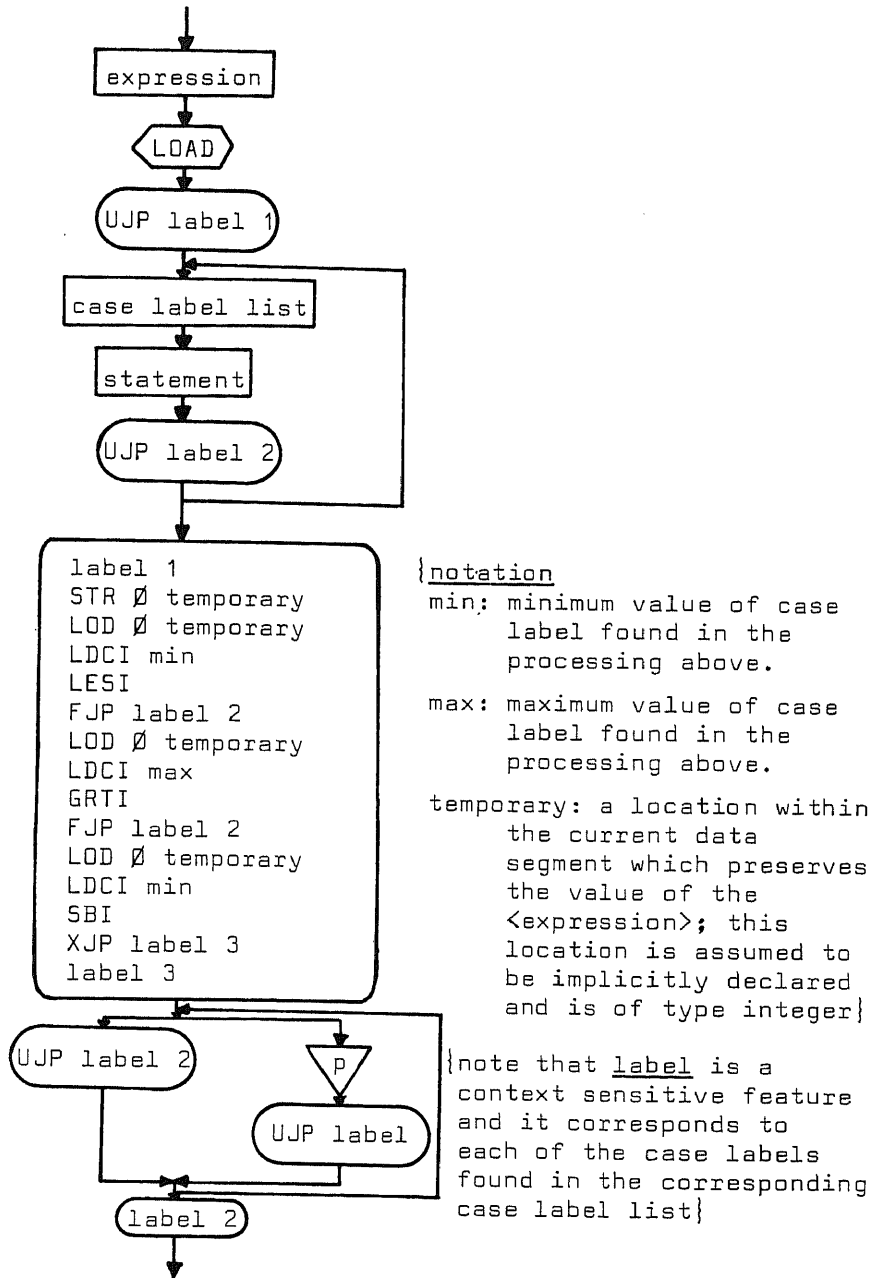 expression
LOAD
UJP label 1
case label list
statement
UJP label 2
label 1
STR Ø temporary
LOD Ø temporary
LDCI min
LESI
FJP label 2
LOD Ø temporary
LDCI max
GRTI
FJP label 2
LOD Ø temporary
LDCI min
SBI
XJP label 3
label 3
{notation
min: minimum value of case
label found in the
processing above.
max: maximum value of case
label found in the
processing above.
temporary: a location within
the current data
segment which preserves
the value of the
<expression>; this
location is assumed to
be implicitly declared
and is of type integer}
UJP label 2
p
UJP label
{note that label is a
context sensitive feature
and it corresponds to
each of the case labels
found in the corresponding
case label list}
label 2